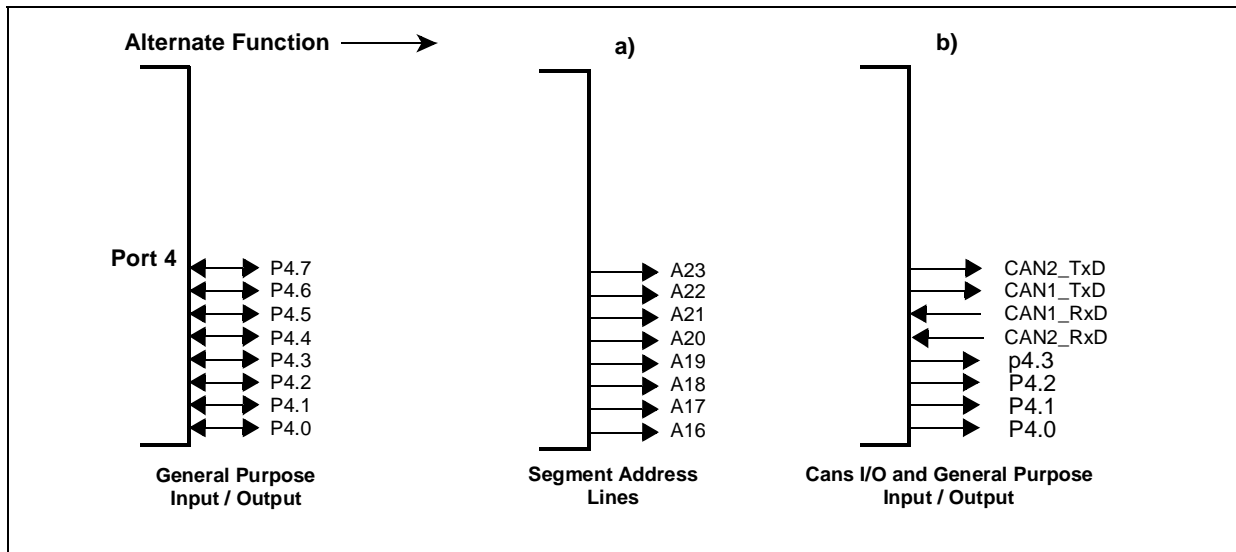 Alternate Function
a)
b)
Port 4
P4.7
P4.6
P4.5
P4.4
P4.3
P4.2
P4.1
P4.0
General Purpose
Input / Output
A23
A22
A21
A20
A19
A18
A17
A16
Segment Address
Lines
CAN2_TxD
CAN1_TxD
CAN1_RxD
CAN2_RxD
p4.3
P4.2
P4.1
P4.0
Cans I/O and General Purpose
Input / Output